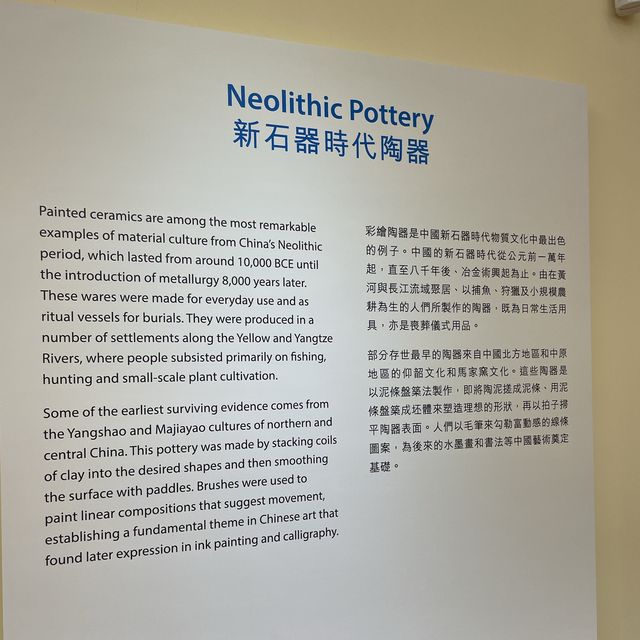 Neolithic Pottery
新石器時代陶器
Painted ceramics are among the most remarkable
examples of material culture from China's Neolithic
period, which lasted from around 10,000 BCE until
the introduction of metallurgy 8,000 years later.
These wares were made for everyday use and as
ritual vessels for burials. They were produced in a
number of settlements along the Yellow and Yangtze
Rivers, where people subsisted primarily on fishing,
hunting and small-scale plant cultivation.
Some of the earliest surviving evidence comes from
the Yangshao and Majiayao cultures of northern and
central China. This pottery was made by stacking coils
of clay into the desired shapes and then smoothing
the surface with paddles. Brushes were used to
paint linear compositions that suggest movement,
establishing a fundamental theme in Chinese art that
found later expression in ink painting and calligraphy.
彩繪陶器是中國新石器時代物質文化中最出色
的例子。中國的新石器時代從公元前一萬年
起，直至八千年後、冶金術興起為止。由在黃
河與長江流域聚居、以捕魚、狩獵及小規模農
耕為生的人們所製作的陶器，既為日常生活用
具，亦是喪葬儀式用品。
部分存世最早的陶器來自中國北方地區和中原
地區的仰韶文化和馬家窯文化。這些陶器是
以泥條盤築法製作，即將陶泥搓成泥條、用泥
條盤築成坯體來塑造理想的形狀，再以拍子掃
平陶器表面。人們以毛筆來勾勒富動感的線條
圖案，為後來的水墨畫和書法等中國藝術奠定
基礎。